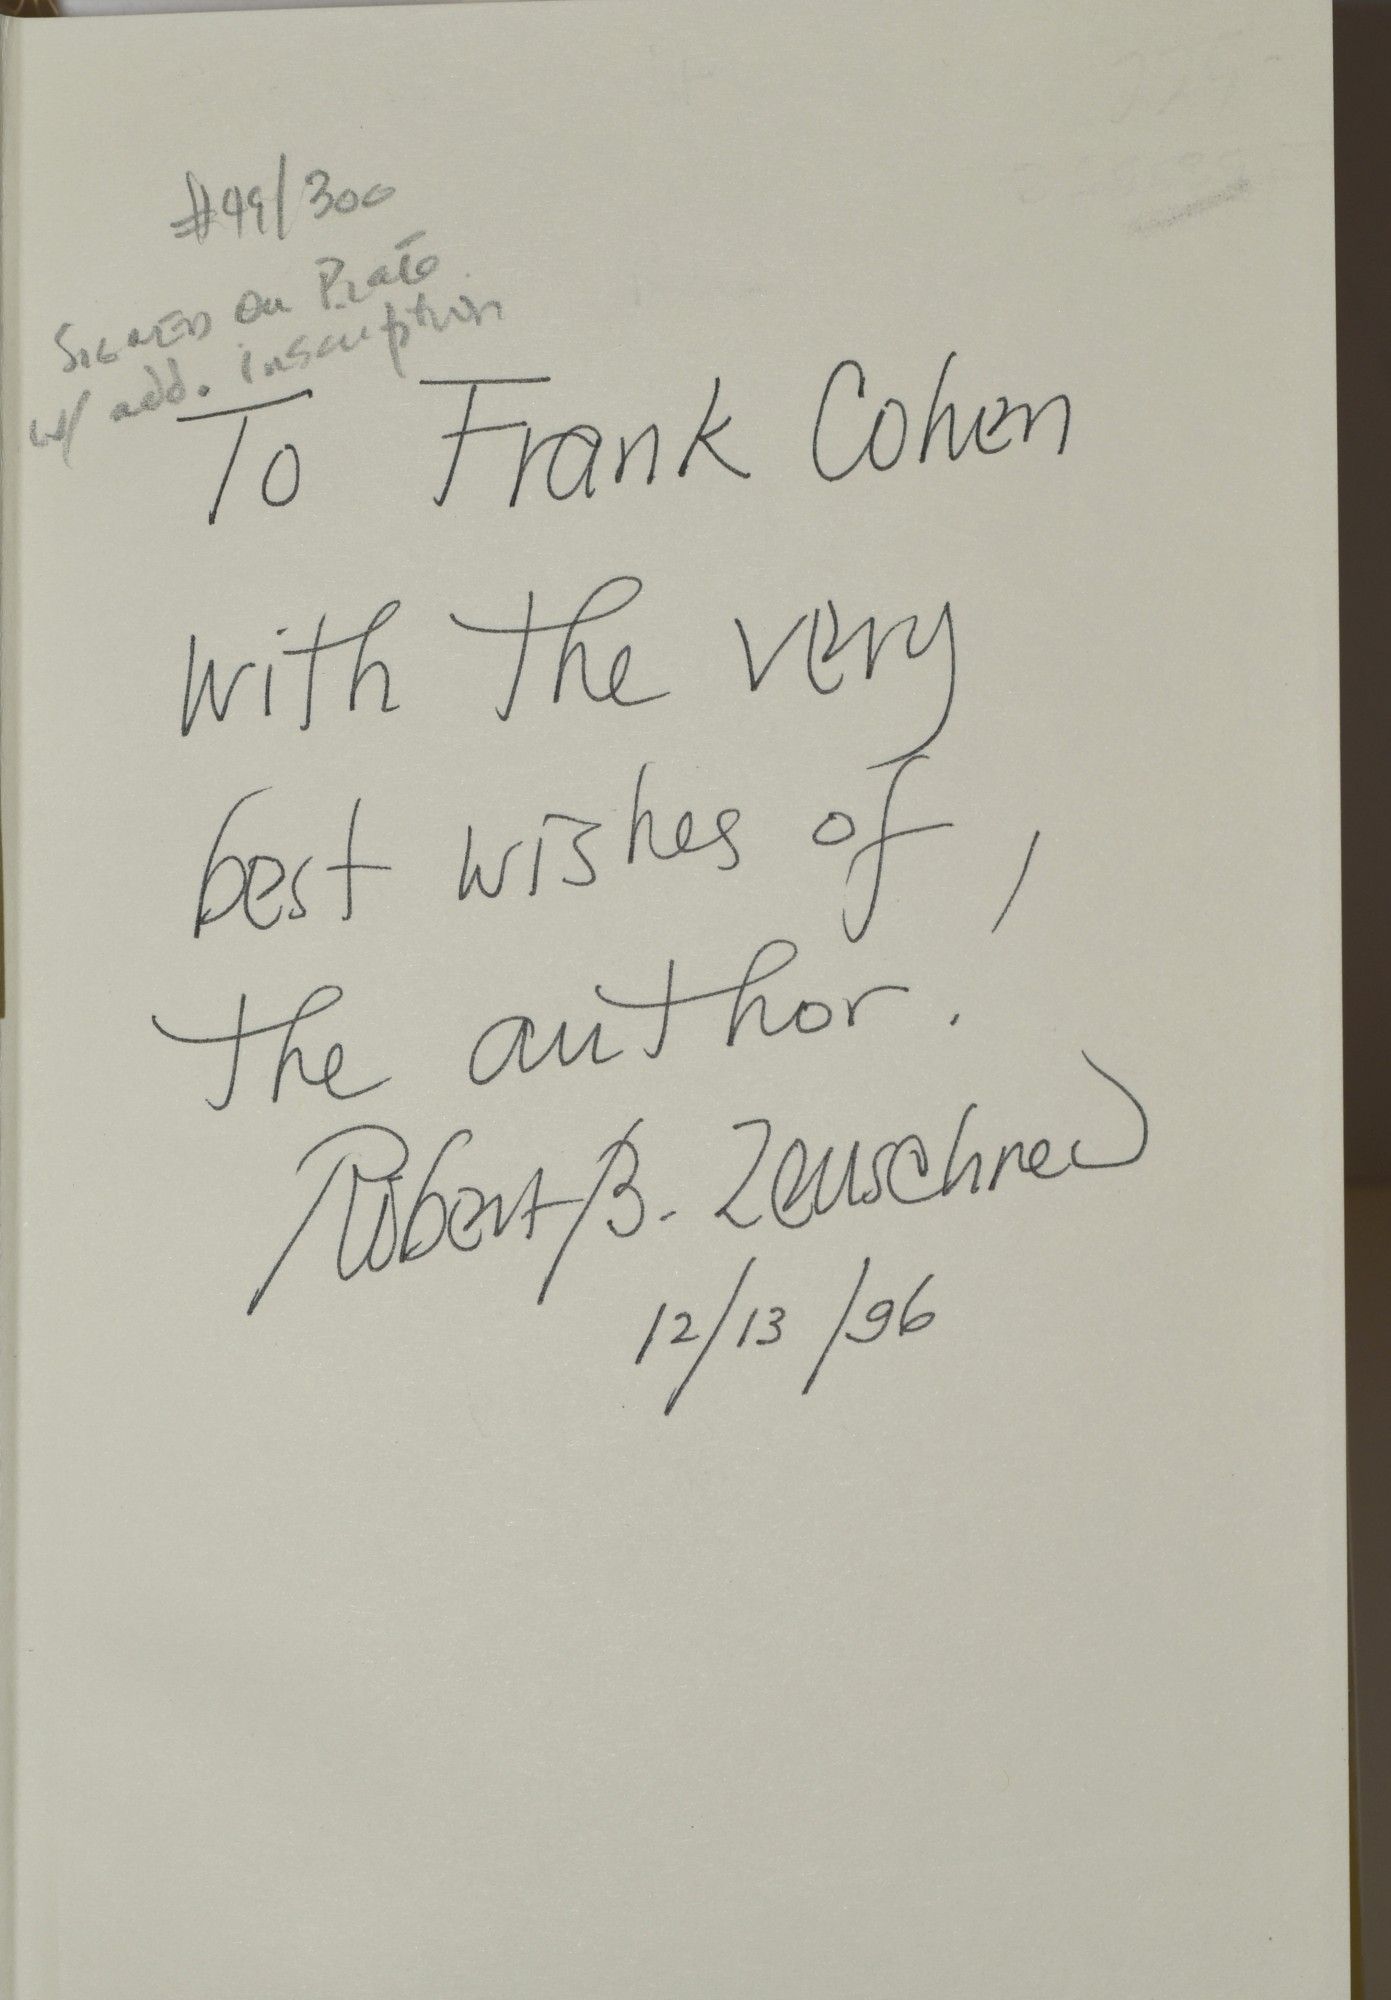 #49/300
SIGNED on PLATE
w/ add. inscription
To Frank Cohen
with the very
best wishes of,
the author.
Robert B. Zeuschner
12/13/96